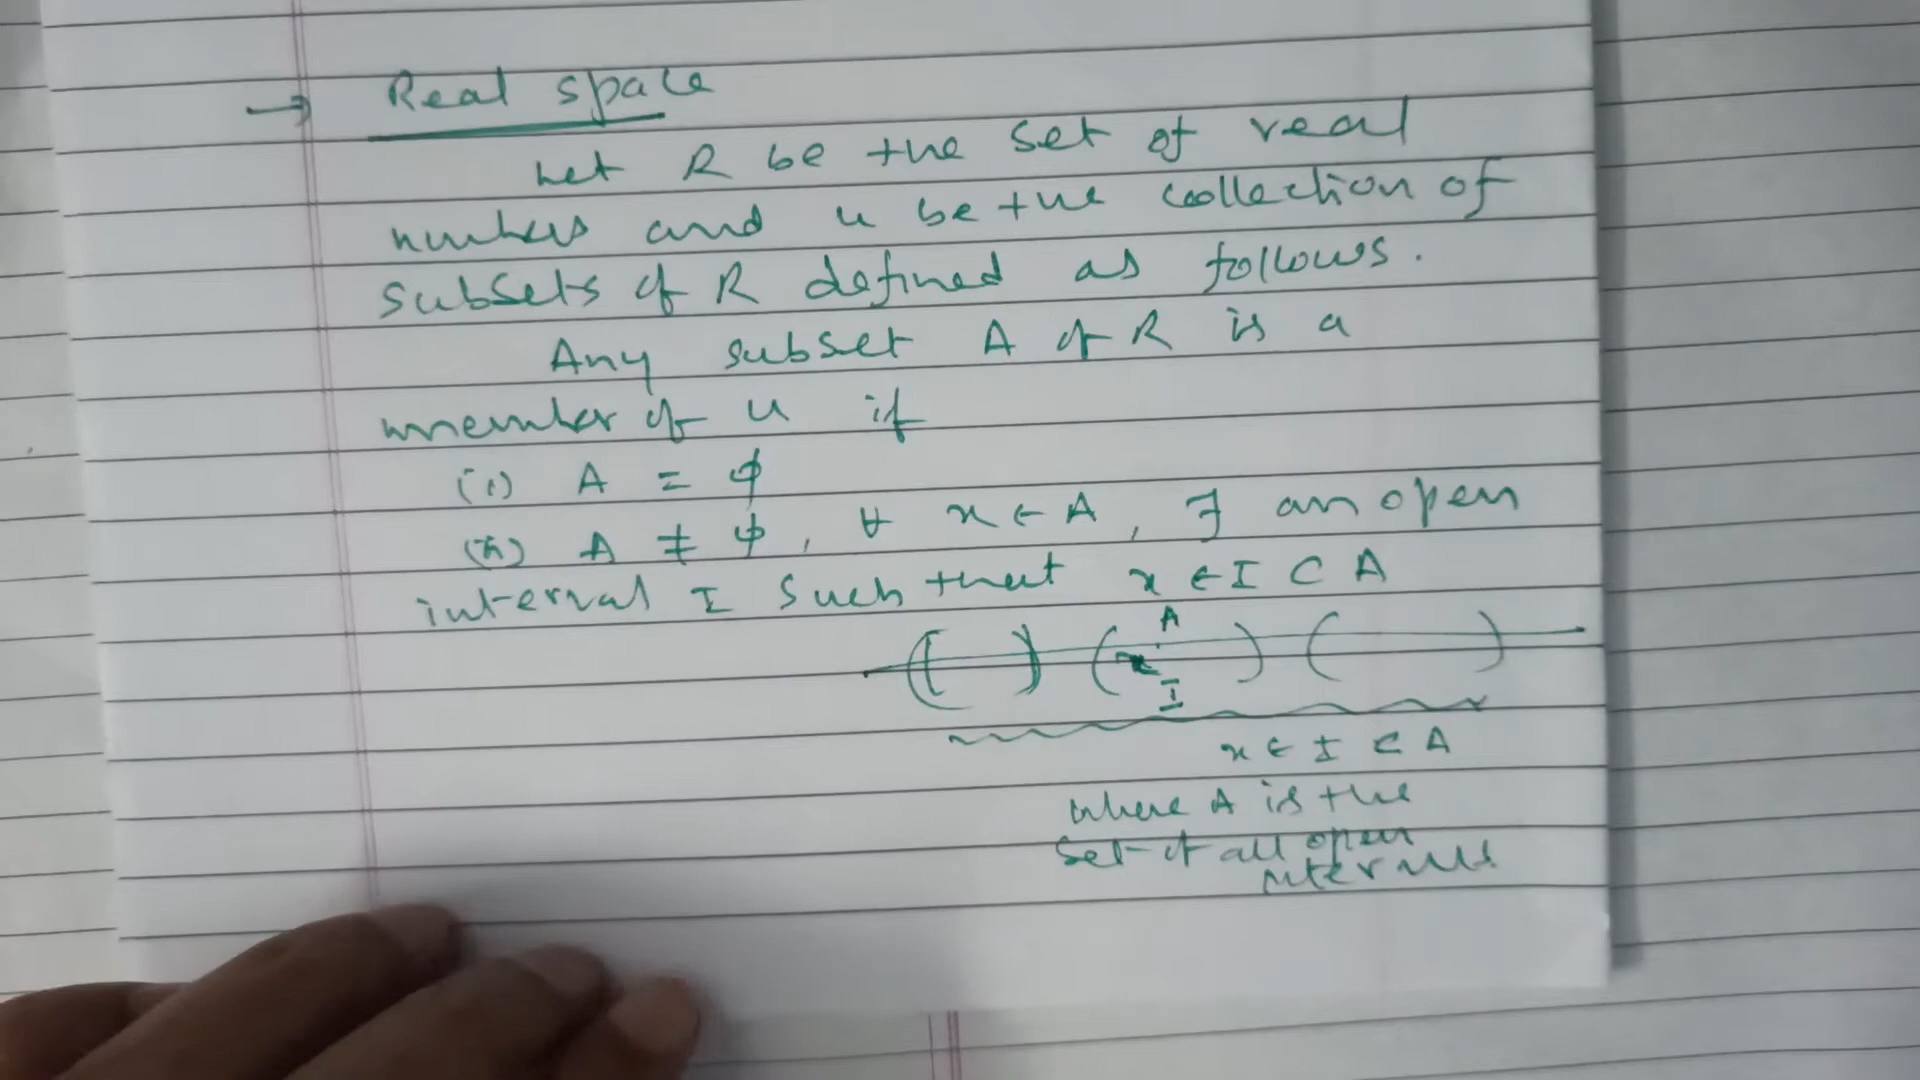 → Real space
Let R be the set of real
numbers and u be the collection of
subsets of R defined as follows.
Any subset A of R is a
member of u if
(i) A = ϕ
(ii) A ≠ ϕ, ∀ x ∈ A, ∃ an open
interval I such that x ∈ I ⊂ A
A
x
I
x ∈ I ⊂ A
where A is the
set of all open
intervals